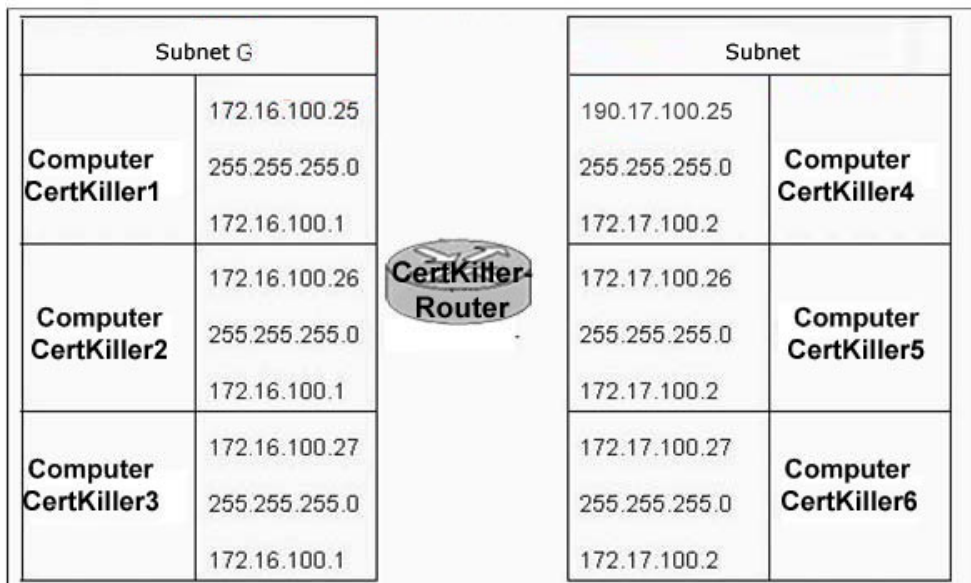 Subnet G
Computer
CertKiller1
172.16.100.25
255.255.255.0
172.16.100.1
Computer
CertKiller2
172.16.100.26
255.255.255.0
172.16.100.1
Computer
CertKiller3
172.16.100.27
255.255.255.0
172.16.100.1
CertKiller-
Router
Subnet
190.17.100.25
255.255.255.0
172.17.100.2
Computer
CertKiller4
172.17.100.26
255.255.255.0
172.17.100.2
Computer
CertKiller5
172.17.100.27
255.255.255.0
172.17.100.2
Computer
CertKiller6